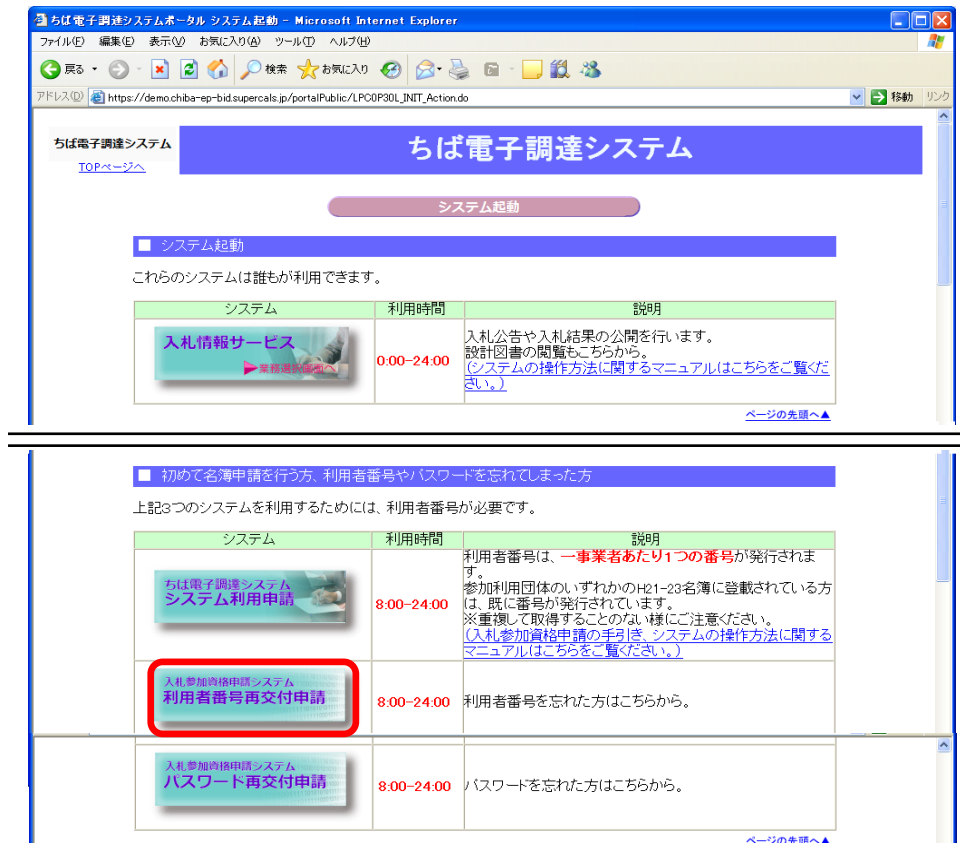 ちば電子調達システムポータル システム起動 - Microsoft Internet Explorer
ファイル(F) 編集(E) 表示(V) お気に入り(A) ツール(T) ヘルプ(H)
戻る 検索 お気に入り
アドレス(D) https://demo.chiba-ep-bid.supercals.jp/portalPublic/LPC0P30L_INIT_Action.do 移動 リンク
ちば電子調達システム
TOPページへ
ちば電子調達システム
システム起動
■ システム起動
これらのシステムは誰もが利用できます。
システム 利用時間 説明
入札情報サービス
▶業務選択画面へ
0:00-24:00
入札公告や入札結果の公開を行います。
設計図書の閲覧もこちらから。
(システムの操作方法に関するマニュアルはこちらをご覧くだ
さい。)
ページの先頭へ▲
■ 初めて名簿申請を行う方、利用者番号やパスワードを忘れてしまった方
上記3つのシステムを利用するためには、利用者番号が必要です。
システム 利用時間 説明
ちば電子調達システム
システム利用申請
8:00-24:00
利用者番号は、一事業者あたり1つの番号が発行されま
す。
参加利用団体のいずれかのH21-23名簿に登載されている方
は、既に番号が発行されています。
※重複して取得することのない様にご注意ください。
(入札参加資格申請の手引き、システムの操作方法に関する
マニュアルはこちらをご覧ください。)
入札参加資格申請システム
利用者番号再交付申請
8:00-24:00
利用者番号を忘れた方はこちらから。
入札参加資格申請システム
パスワード再交付申請
8:00-24:00
パスワードを忘れた方はこちらから。
ページの先頭へ▲